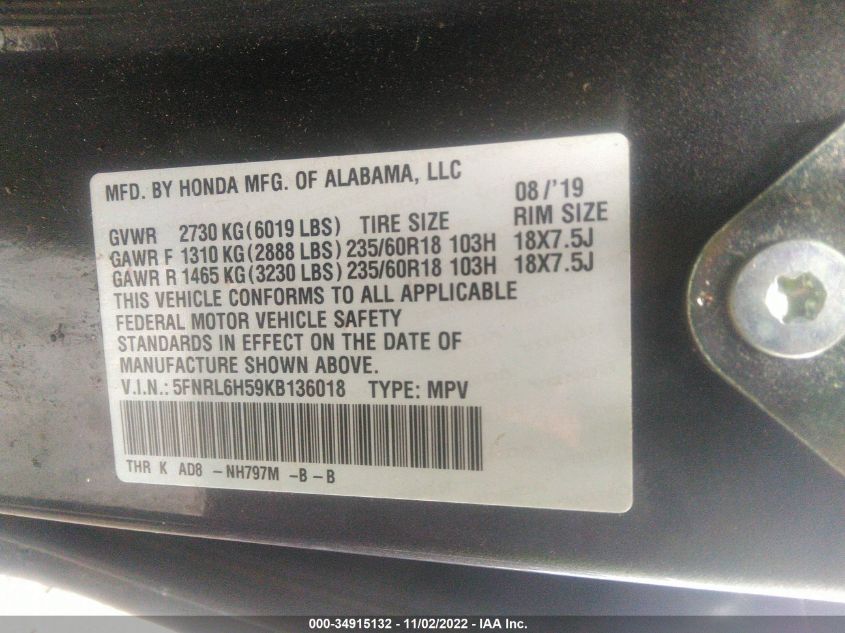 MFD. BY HONDA MFG. OF ALABAMA, LLC 08/'19
GVWR 2730 KG(6019 LBS) TIRE SIZE RIM SIZE
GAWR F 1310 KG(2888 LBS) 235/60R18 103H 18X7.5J
GAWR R 1465 KG(3230 LBS) 235/60R18 103H 18X7.5J
THIS VEHICLE CONFORMS TO ALL APPLICABLE
FEDERAL MOTOR VEHICLE SAFETY
STANDARDS IN EFFECT ON THE DATE OF
MANUFACTURE SHOWN ABOVE.
V.I.N.: 5FNRL6H59KB136018 TYPE: MPV
THR K AD8 -NH797M -B-B
000-34915132 - 11/02/2022 - IAA Inc.